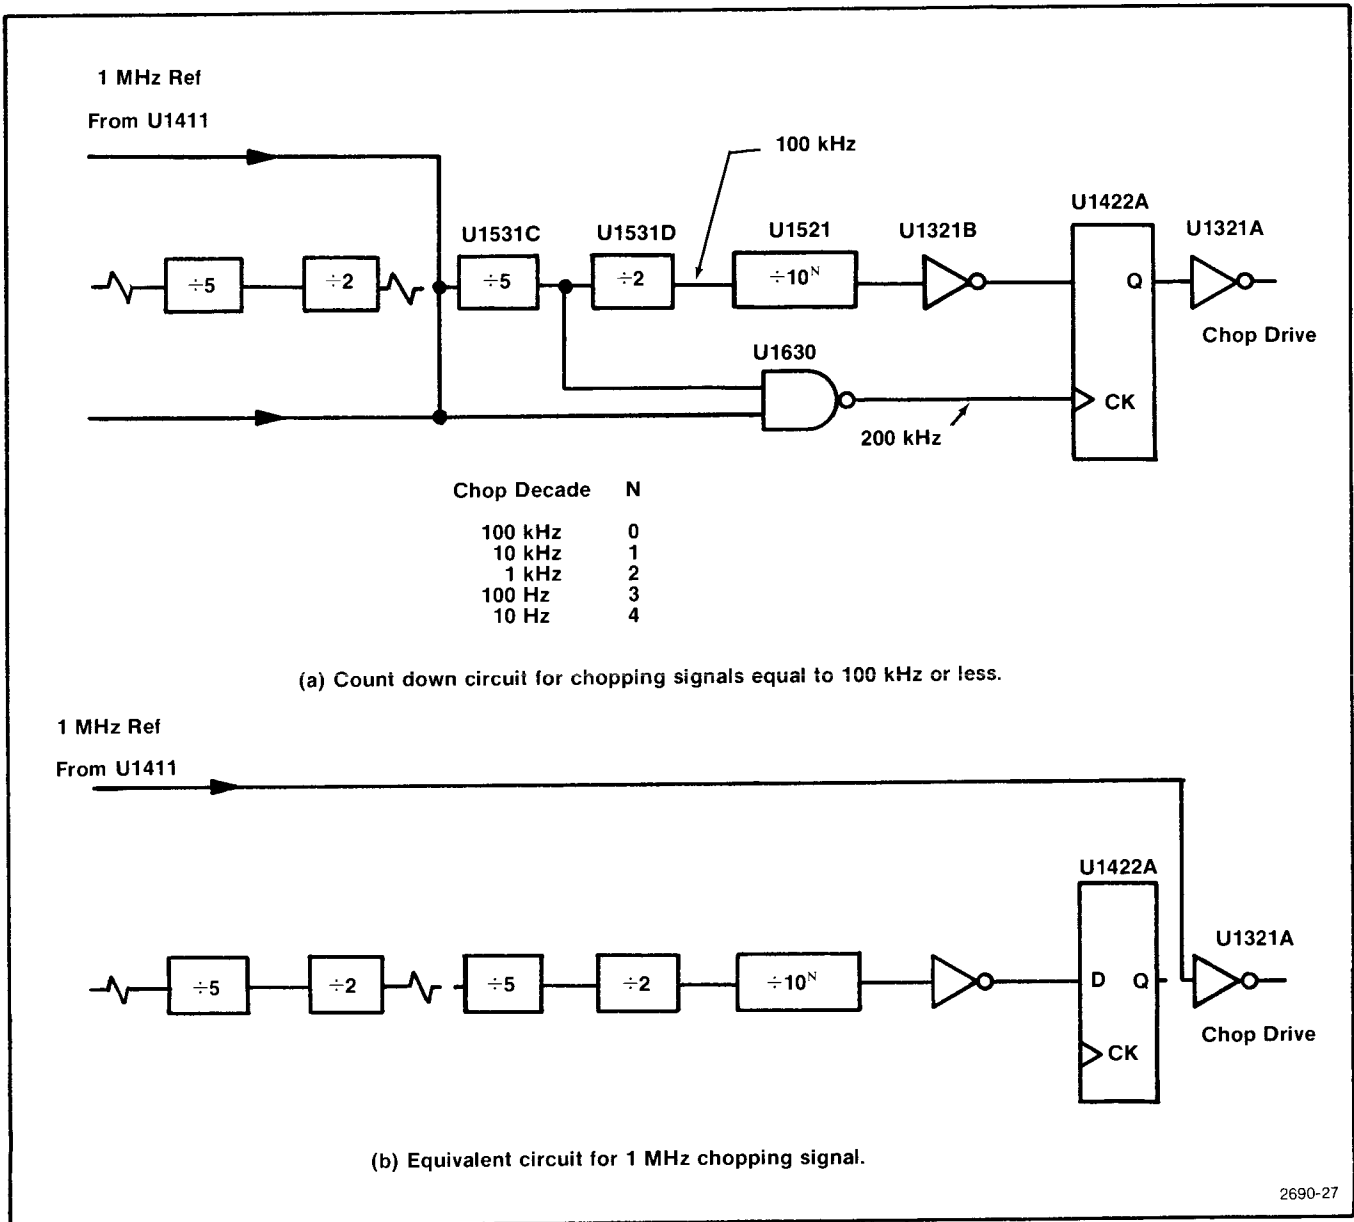 1 MHz Ref
From U1411
100 kHz
U1422A
U1531C
U1531D
U1521
U1321B
U1321A
÷5
÷2
÷5
÷2
÷10ᴺ
Q
Chop Drive
U1630
CK
200 kHz
Chop Decade N
100 kHz 0
10 kHz 1
1 kHz 2
100 Hz 3
10 Hz 4
(a) Count down circuit for chopping signals equal to 100 kHz or less.
1 MHz Ref
From U1411
U1422A
U1321A
÷5
÷2
÷5
÷2
÷10ᴺ
D Q
Chop Drive
CK
(b) Equivalent circuit for 1 MHz chopping signal.
2690-27